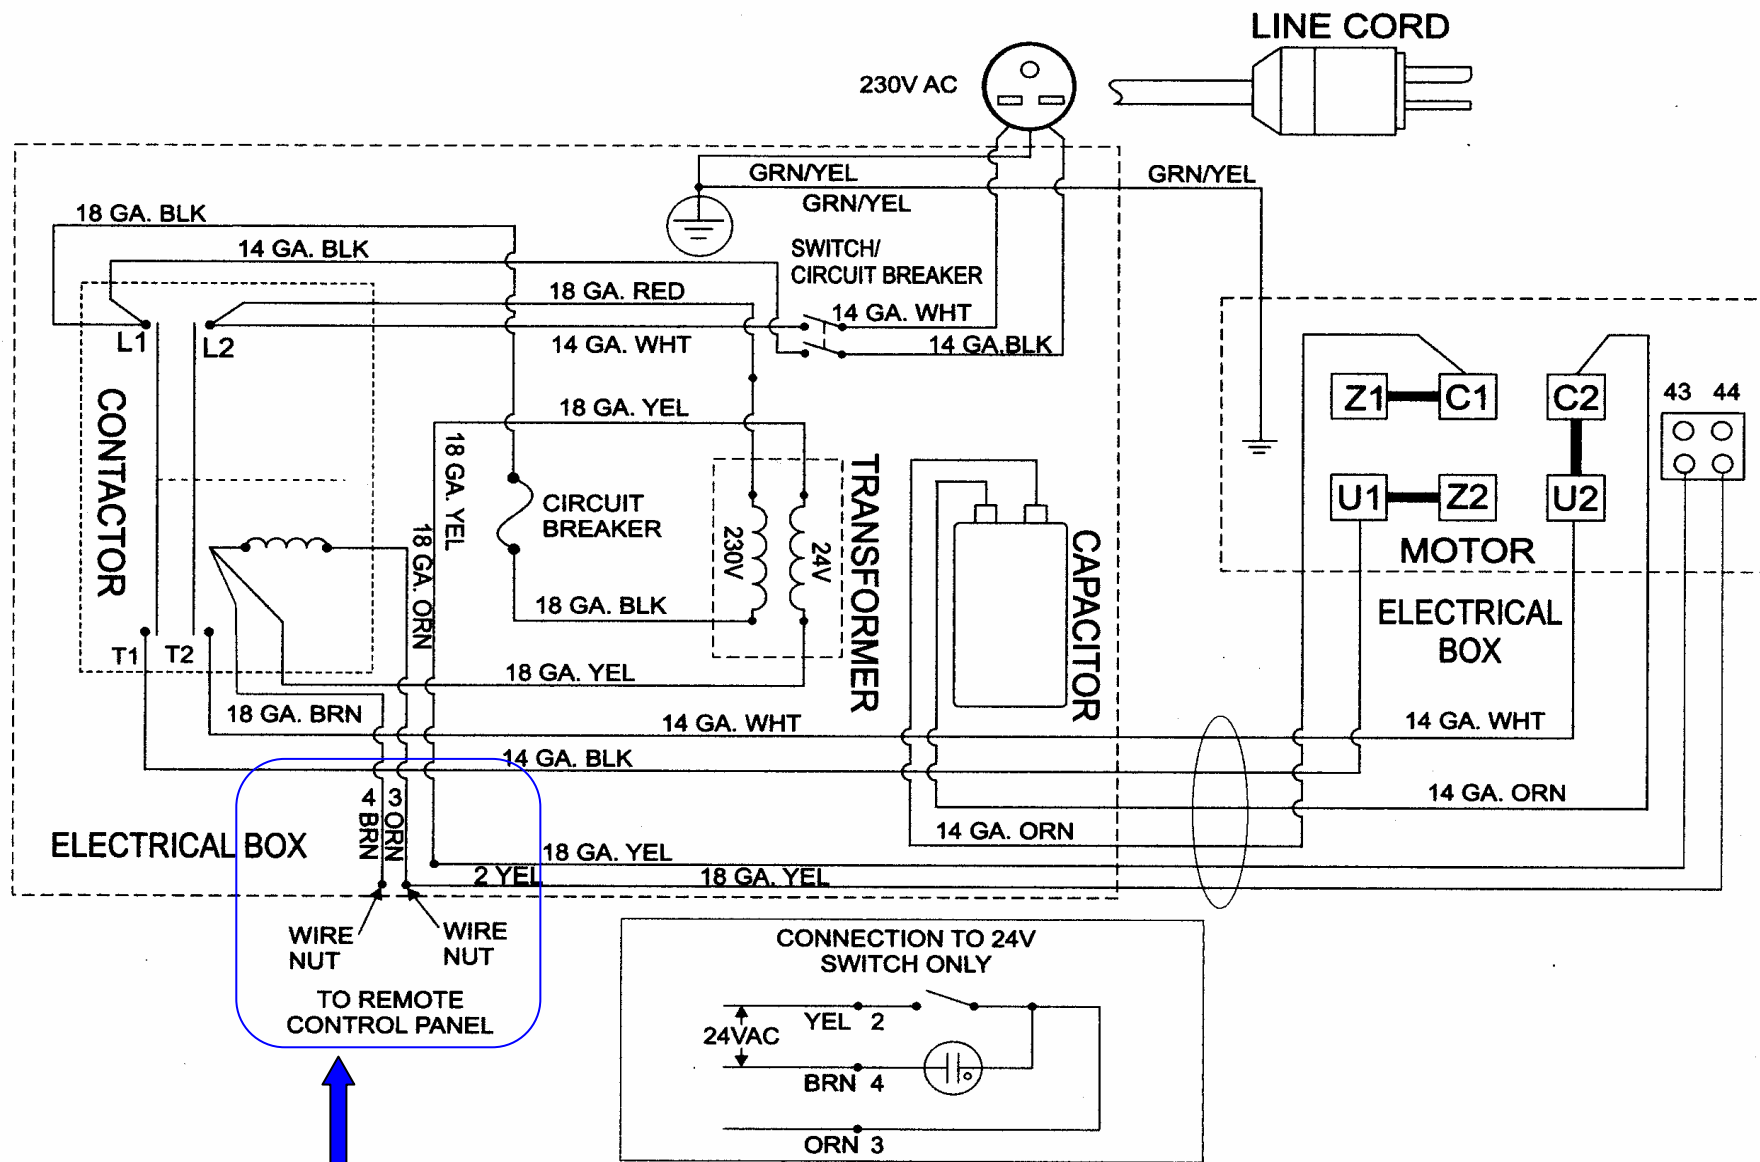 LINE CORD
230V AC
GRN/YEL
GRN/YEL
GRN/YEL
18 GA. BLK
14 GA. BLK
SWITCH/
CIRCUIT BREAKER
18 GA. RED
14 GA. WHT
14 GA. WHT
14 GA.BLK
L1
L2
CONTACTOR
18 GA. YEL
18 GA. YEL
18 GA. ORN
CIRCUIT
BREAKER
230V
24V
TRANSFORMER
18 GA. BLK
CAPACITOR
Z1
C1
C2
43 44
U1
Z2
U2
MOTOR
ELECTRICAL
BOX
T1
T2
18 GA. YEL
18 GA. BRN
14 GA. WHT
14 GA. WHT
14 GA. BLK
14 GA. ORN
14 GA. ORN
4 BRN
3 ORN
ELECTRICAL BOX
18 GA. YEL
2 YEL
18 GA. YEL
WIRE
NUT
WIRE
NUT
TO REMOTE
CONTROL PANEL
CONNECTION TO 24V
SWITCH ONLY
YEL 2
24VAC
BRN 4
ORN 3